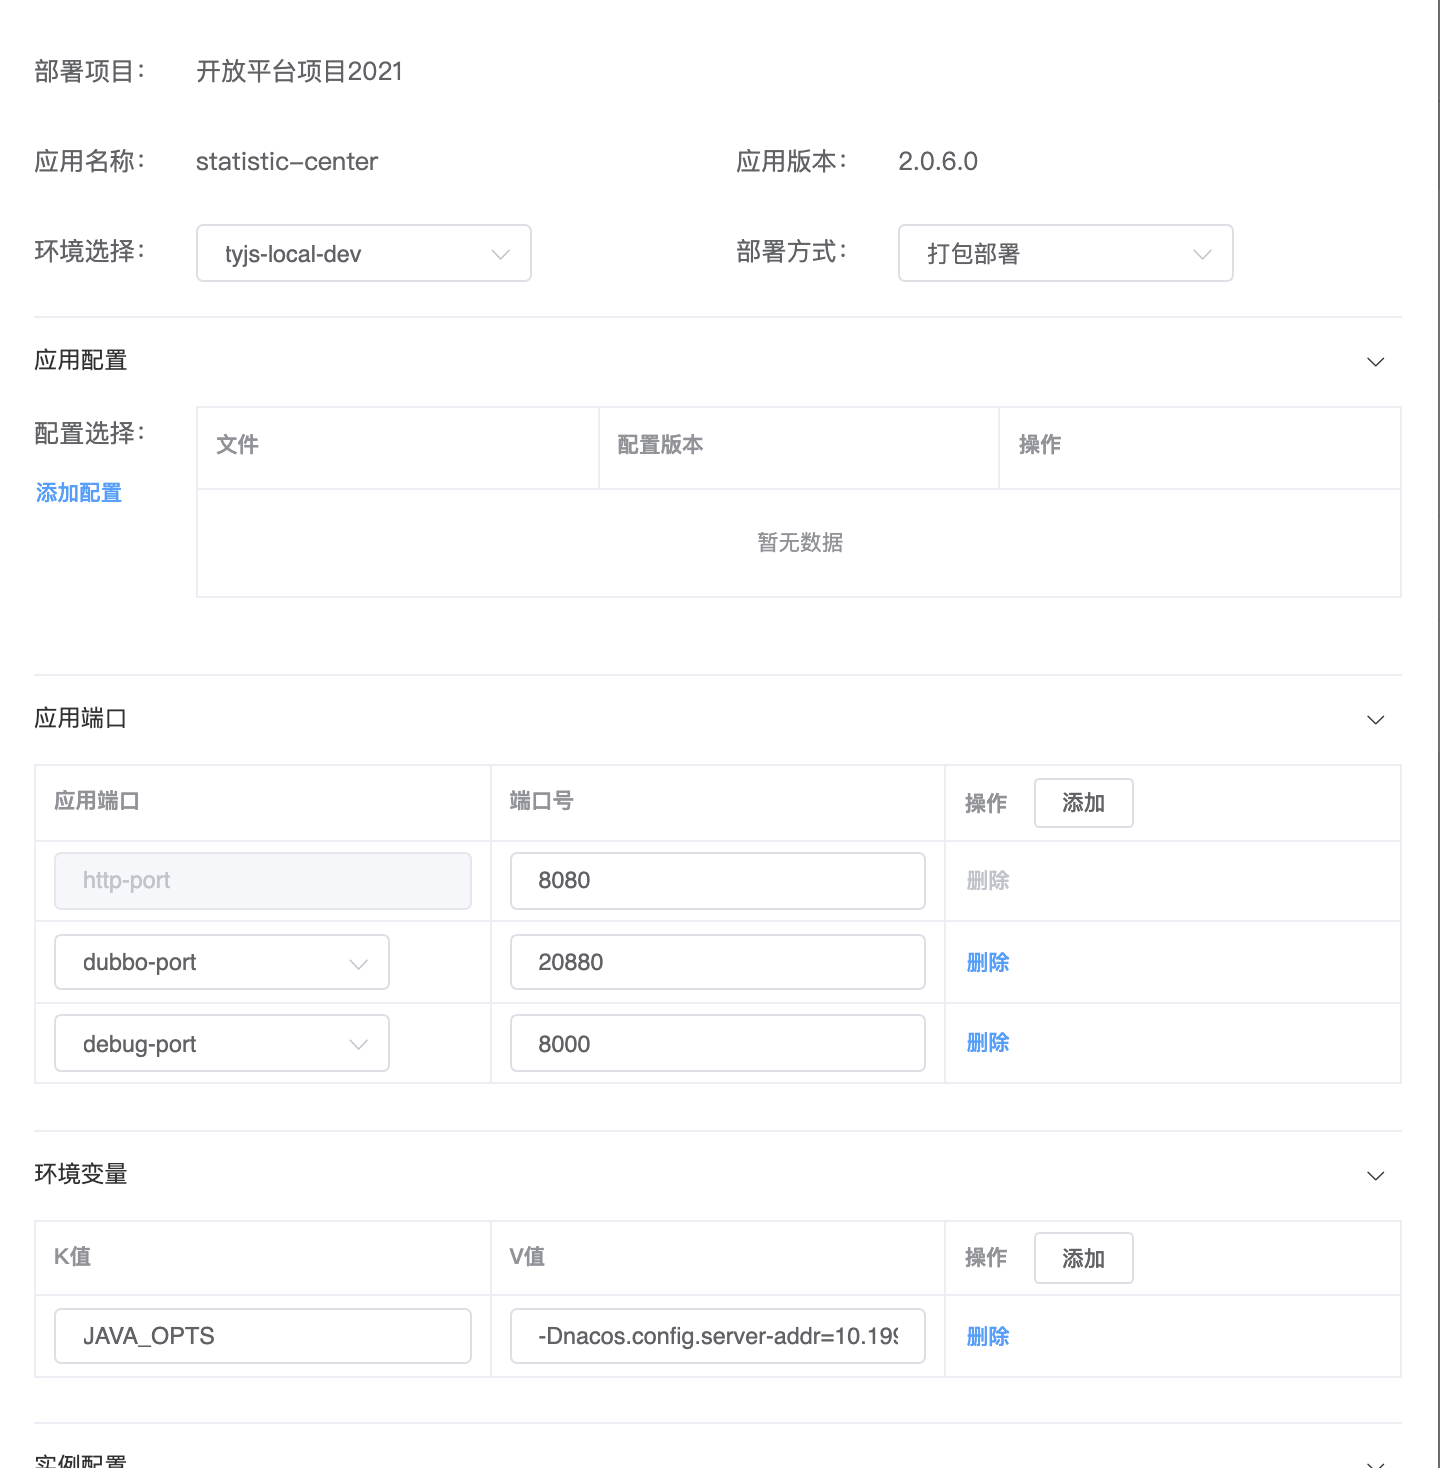 部署项目： 开放平台项目2021
应用名称： statistic-center 应用版本： 2.0.6.0
环境选择： tyjs-local-dev 部署方式： 打包部署
应用配置
配置选择： 文件 配置版本 操作
添加配置
暂无数据
应用端口
应用端口 端口号 操作 添加
http-port 8080 删除
dubbo-port 20880 删除
debug-port 8000 删除
环境变量
K值 V值 操作 添加
JAVA_OPTS -Dnacos.config.server-addr=10.199 删除
实例配置